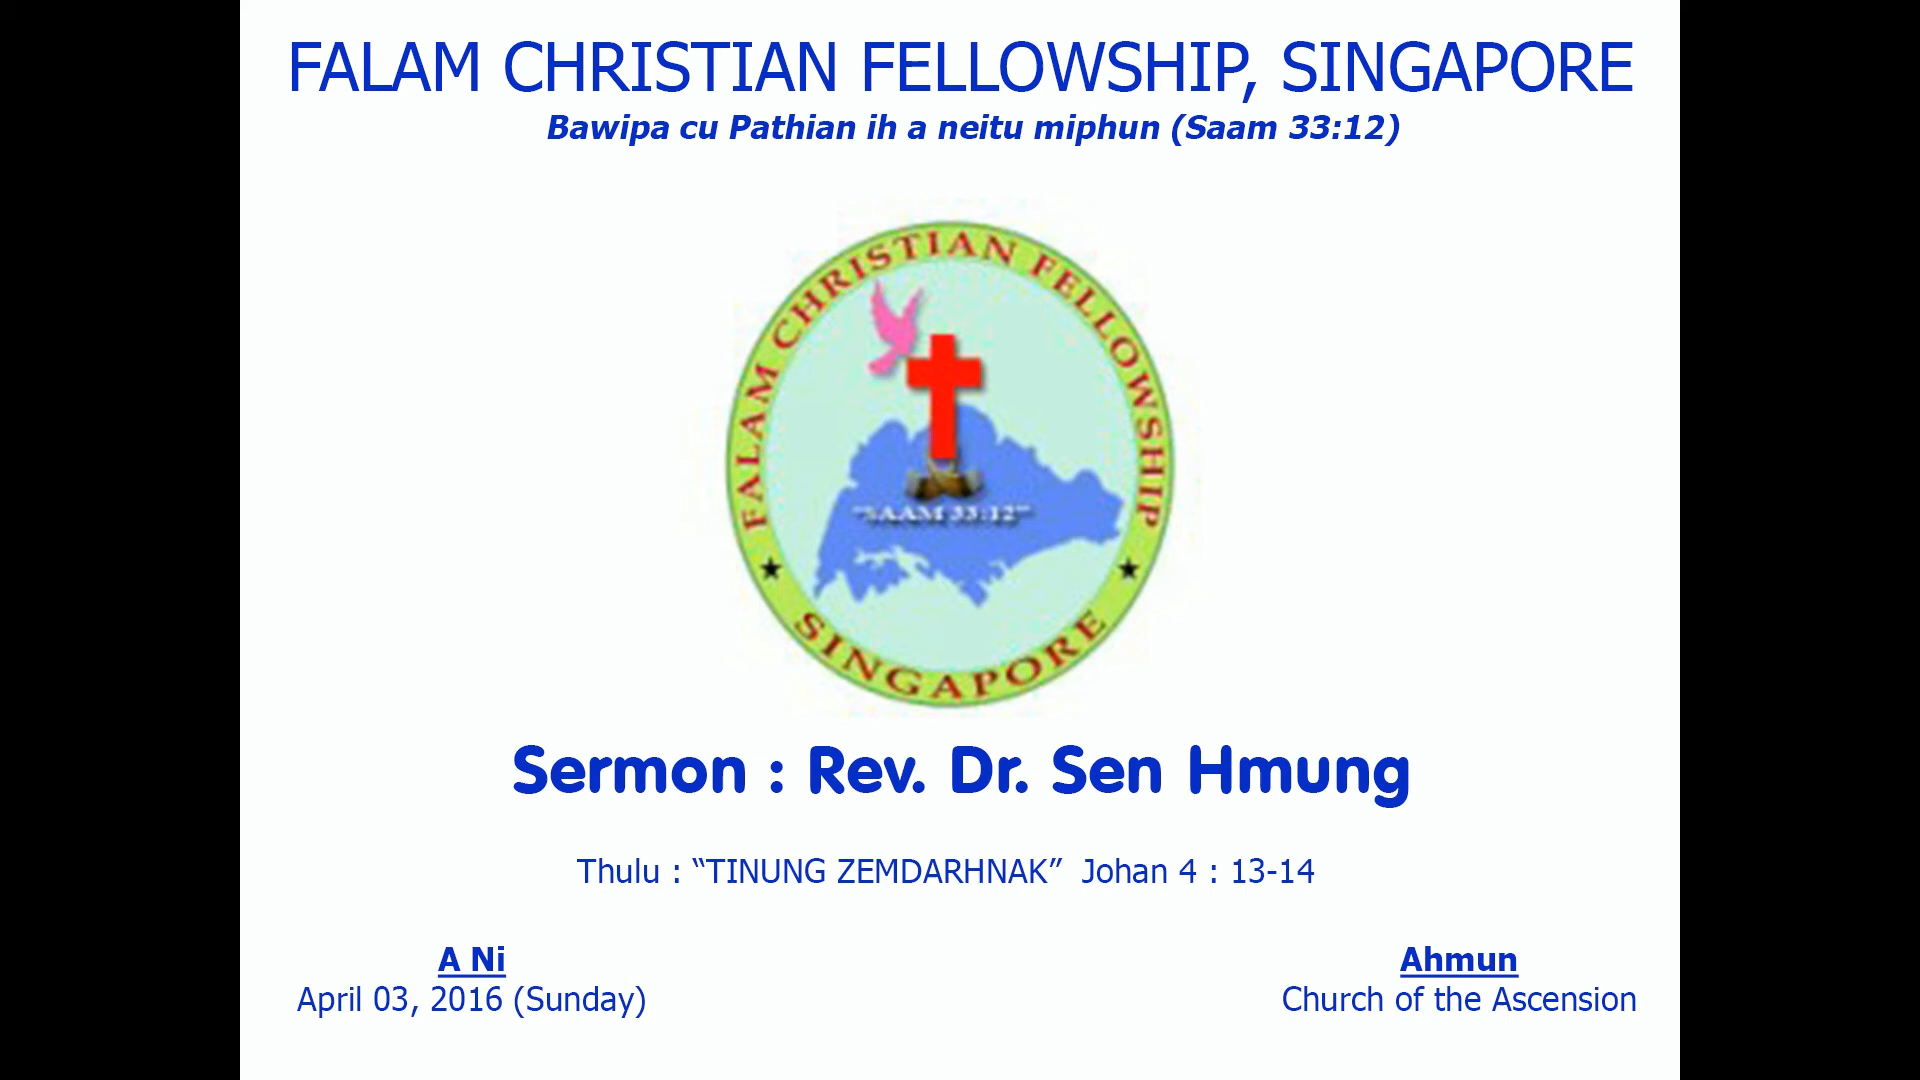 FALAM CHRISTIAN FELLOWSHIP, SINGAPORE
Bawipa cu Pathian ih a neitu miphun (Saam 33:12)
FALAM CHRISTIAN FELLOWSHIP
"SAAM 33:12"
★ SINGAPORE ★
Sermon : Rev. Dr. Sen Hmung
Thulu : “TINUNG ZEMDARHNAK” Johan 4 : 13-14
A Ni
April 03, 2016 (Sunday)
Ahmun
Church of the Ascension